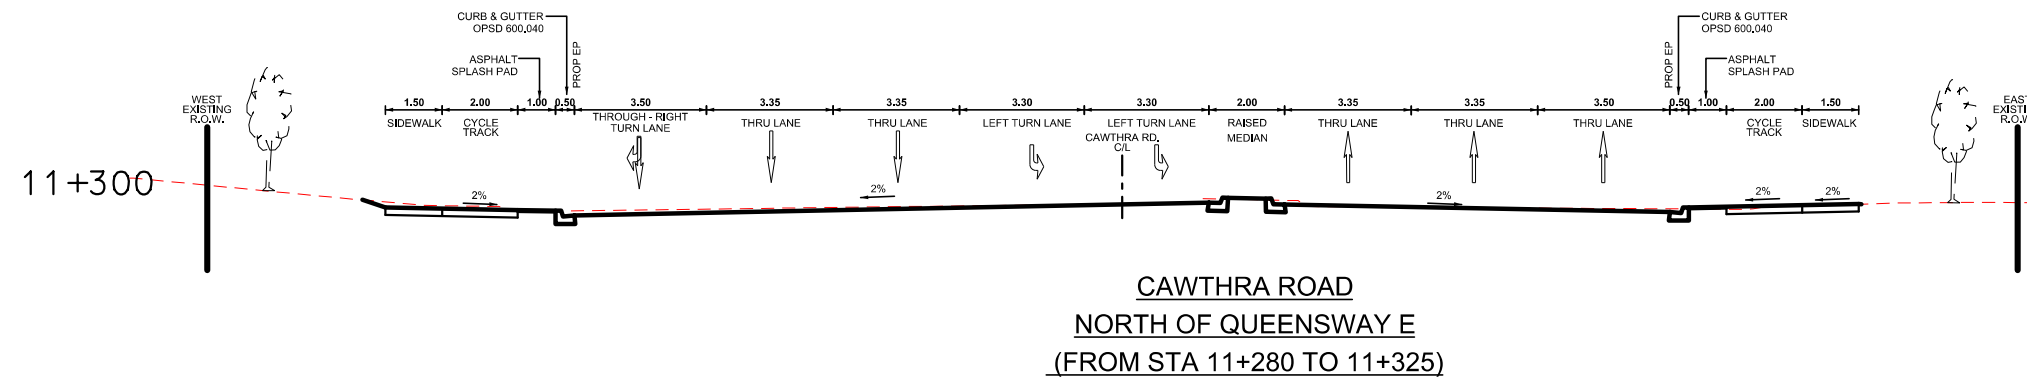 CURB & GUTTER
OPSD 600.040
ASPHALT
SPLASH PAD
PROP EP
CURB & GUTTER
OPSD 600.040
ASPHALT
SPLASH PAD
PROP EP
1.50 2.00 1.00 0.50 3.50 3.35 3.35 3.30 3.30 2.00 3.35 3.35 3.50 0.50 1.00 2.00 1.50
WEST
EXISTING
R.O.W.
SIDEWALK
CYCLE
TRACK
THROUGH - RIGHT
TURN LANE
THRU LANE
THRU LANE
LEFT TURN LANE
LEFT TURN LANE
CAWTHRA RD.
C/L
RAISED
MEDIAN
THRU LANE
THRU LANE
THRU LANE
CYCLE
TRACK
SIDEWALK
EAST
EXISTI
R.O.W
11+300
2% 2% 2% 2% 2%
CAWTHRA ROAD
NORTH OF QUEENSWAY E
(FROM STA 11+280 TO 11+325)